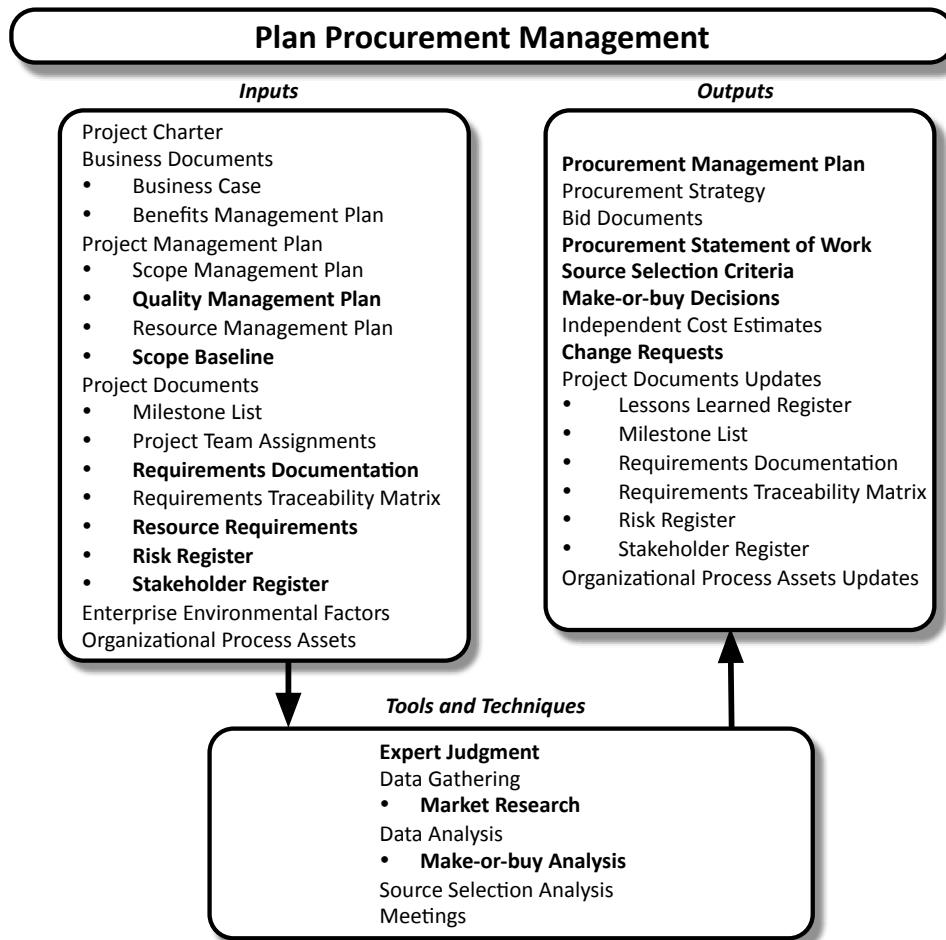 Plan Procurement Management
Inputs
Project Charter
Business Documents
• Business Case
• Benefits Management Plan
Project Management Plan
• Scope Management Plan
• Quality Management Plan
• Resource Management Plan
• Scope Baseline
Project Documents
• Milestone List
• Project Team Assignments
• Requirements Documentation
• Requirements Traceability Matrix
• Resource Requirements
• Risk Register
• Stakeholder Register
Enterprise Environmental Factors
Organizational Process Assets
Outputs
Procurement Management Plan
Procurement Strategy
Bid Documents
Procurement Statement of Work
Source Selection Criteria
Make-or-buy Decisions
Independent Cost Estimates
Change Requests
Project Documents Updates
• Lessons Learned Register
• Milestone List
• Requirements Documentation
• Requirements Traceability Matrix
• Risk Register
• Stakeholder Register
Organizational Process Assets Updates
Tools and Techniques
Expert Judgment
Data Gathering
• Market Research
Data Analysis
• Make-or-buy Analysis
Source Selection Analysis
Meetings